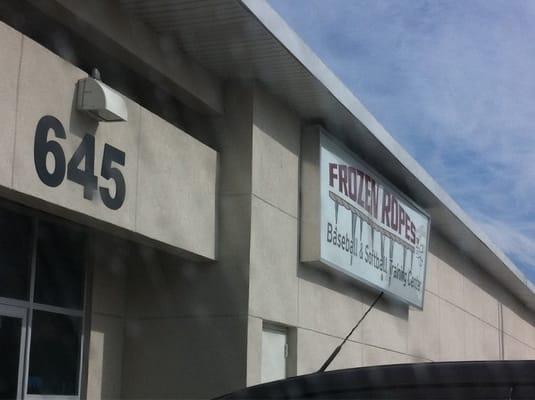 645
FROZEN ROPES
Baseball & Softball Training Center